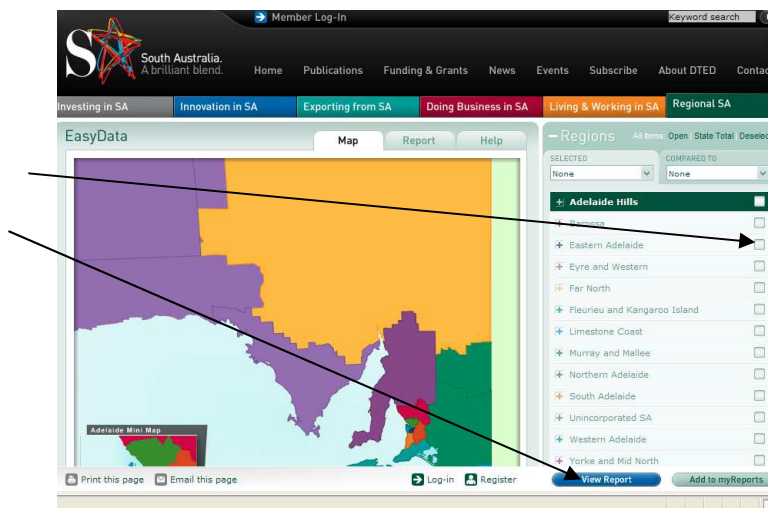 Member Log-In
Keyword search
South Australia.
A brilliant blend.
Home Publications Funding & Grants News Events Subscribe About DTED Contac
Investing in SA Innovation in SA Exporting from SA Doing Business in SA Living & Working in SA Regional SA
EasyData Map Report Help
Regions All items: Open State Total Deselec
SELECTED COMPARED TO
None None
Adelaide Hills
Barossa
Eastern Adelaide
Eyre and Western
Far North
Fleurieu and Kangaroo Island
Limestone Coast
Murray and Mallee
Northern Adelaide
South Adelaide
Unincorporated SA
Western Adelaide
Yorke and Mid North
Adelaide Mini Map
Print this page Email this page Log-in Register View Report Add to myReports